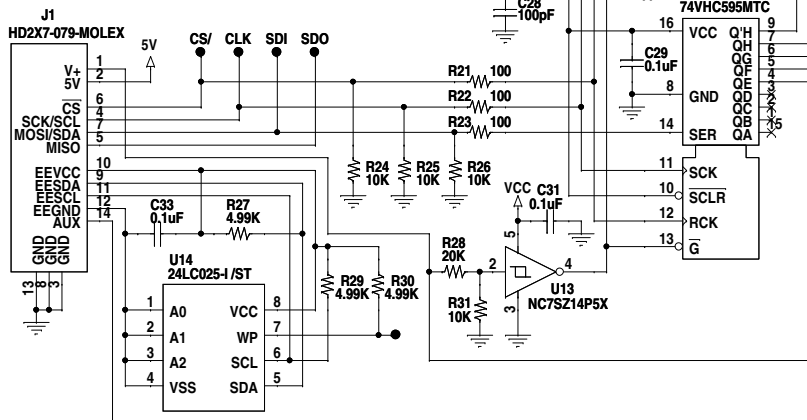 C28
100pF
74VHC595MTC
J1
HD2X7-079-MOLEX
5V
CS/ CLK SDI SDO
V+ 1
5V 2
CS 6
SCK/SCL 4
MOSI/SDA 7
MISO 5
EEVCC 10
EESDA 9
EESCL 11
EEGND 12
AUX 14
GND
GND
GND
13 8 3
R21 100
R22 100
R23 100
R24
10K
R25
10K
R26
10K
C29
0.1uF
16 VCC
8 GND
14 SER
Q'H 9
QH 7
QG 6
QF 5
QE 4
QD 3
QC 2
QB 1
QA 15
11 SCK
10 SCLR
12 RCK
13 G
C33
0.1uF
R27
4.99K
VCC C31
0.1uF
R28
20K
R31
10K
2 5 4 3
U13
NC7SZ14P5X
R29
4.99K
R30
4.99K
U14
24LC025-I /ST
1 A0 VCC 8
2 A1 WP 7
3 A2 SCL 6
4 VSS SDA 5